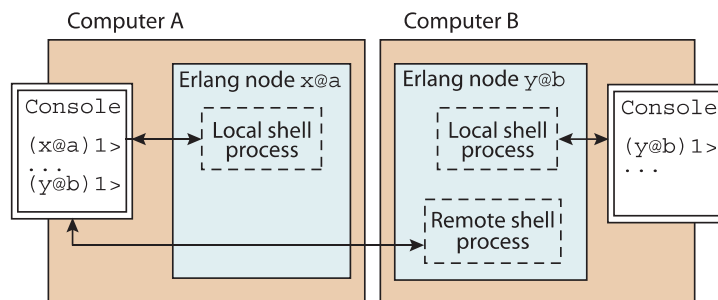 Computer A
Computer B
Erlang node x@a
Erlang node y@b
Console
(x@a)1>
...
(y@b)1>
Local shell
process
Local shell
process
Console
(y@b)1>
...
Remote shell
process